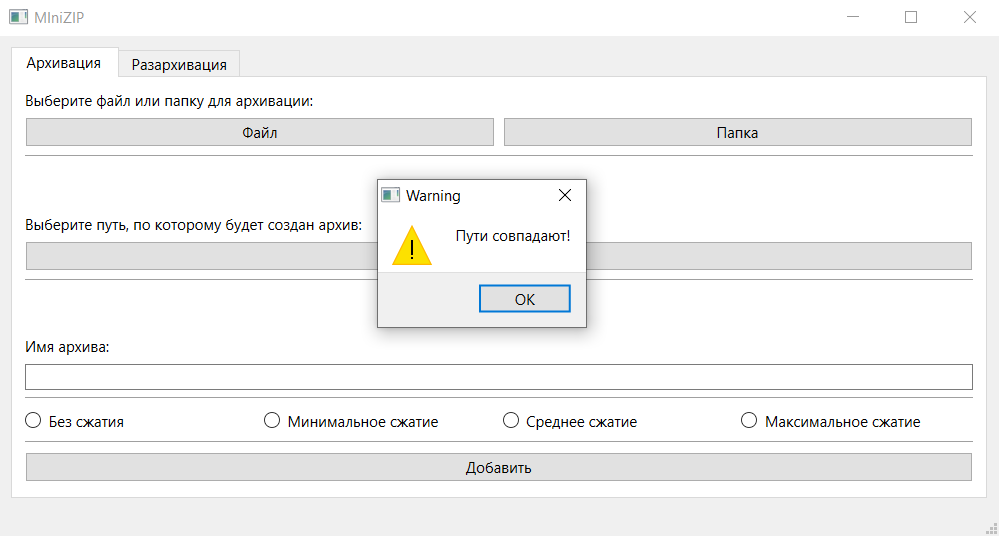 MIniZIP
Архивация
Разархивация
Выберите файл или папку для архивации:
Файл
Папка
Warning
Пути совпадают!
OK
Выберите путь, по которому будет создан архив:
Имя архива:
Без сжатия
Минимальное сжатие
Среднее сжатие
Максимальное сжатие
Добавить